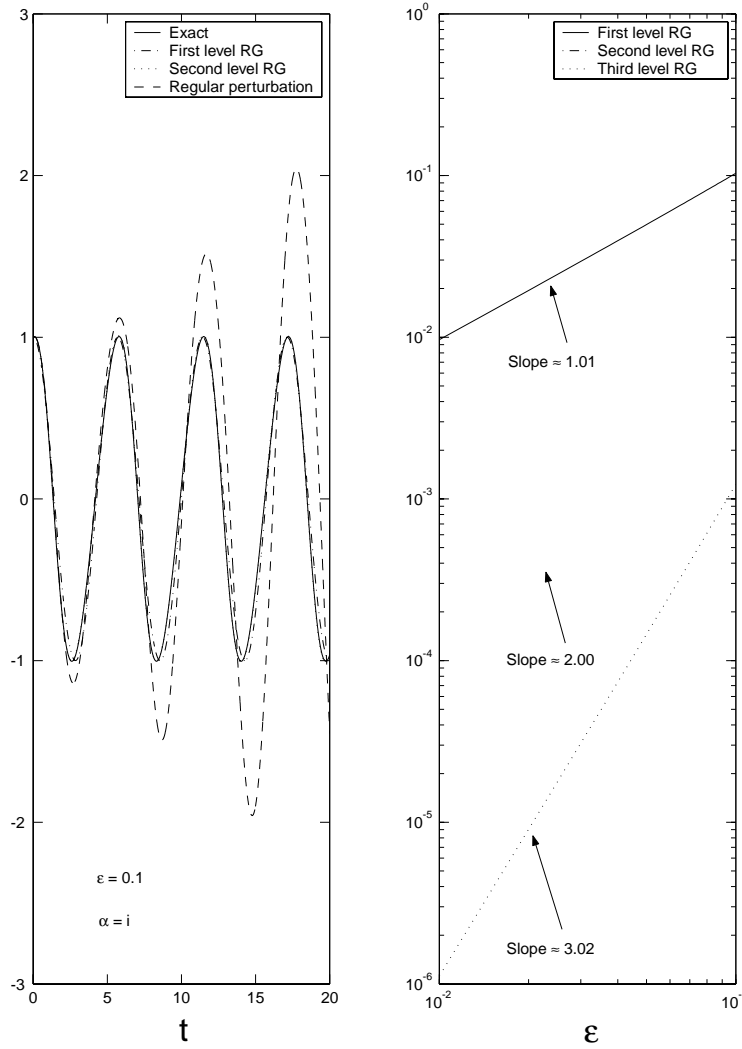 Exact
First level RG
Second level RG
Regular perturbation
3
2
1
0
-1
-2
-3
0
5
10
15
20
t
ε = 0.1
α = i
First level RG
Second level RG
Third level RG
10^0
10^-1
10^-2
10^-3
10^-4
10^-5
10^-6
Slope ≈ 1.01
Slope ≈ 2.00
Slope ≈ 3.02
10^-2
ε